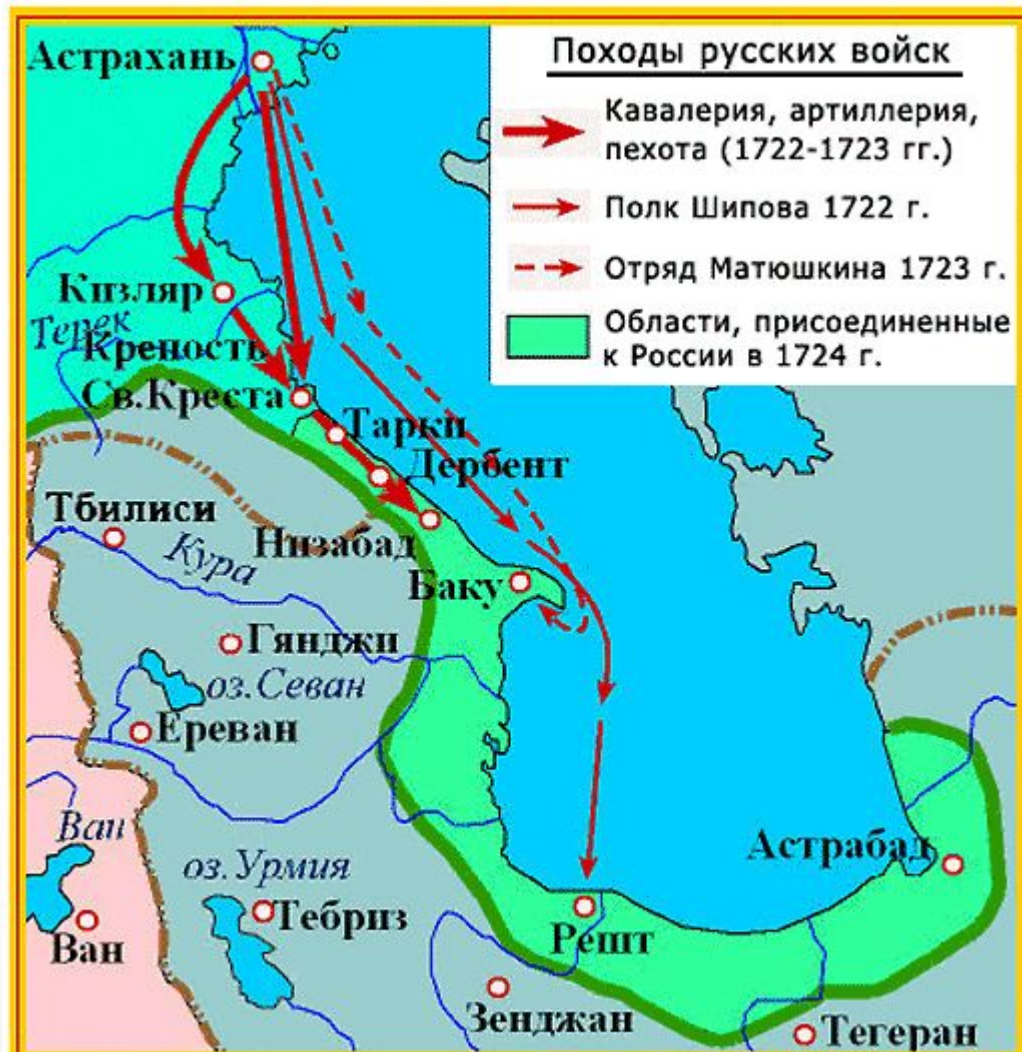 Астрахань
Походы русских войск
Кавалерия, артиллерия,
пехота (1722-1723 гг.)
Полк Шипова 1722 г.
Отряд Матюшкина 1723 г.
Области, присоединенные
к России в 1724 г.
Кизляр
Терек
Крепость
Св.Креста
Тарки
Дербент
Тбилиси
Низабад
Кура
Баку
Гянджи
оз.Севан
Ереван
Ван
оз.Урмия
Астрабад
Тебриз
Ван
Решт
Зенджан
Тегеран